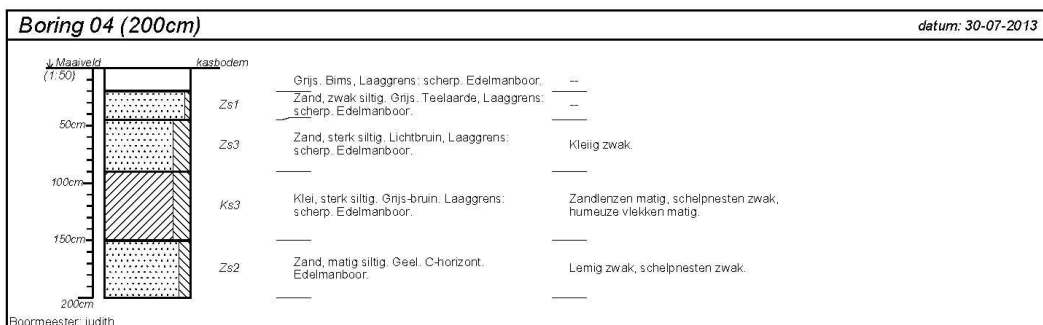 Boring 04 (200cm)
datum: 30-07-2013
↓ Maaiveld
kasbodem
(1:50)
Grijs. Bims, Laaggrens: scherp. Edelmanboor.
--
Zs1
Zand, zwak siltig. Grijs. Teelaarde, Laaggrens:
scherp. Edelmanboor.
--
50cm
Zs3
Zand, sterk siltig. Lichtbruin, Laaggrens:
scherp. Edelmanboor.
Kleiig zwak.
100cm
Ks3
Klei, sterk siltig. Grijs-bruin. Laaggrens:
scherp. Edelmanboor.
Zandlenzen matig, schelpnesten zwak,
humeuze vlekken matig.
150cm
Zs2
Zand, matig siltig. Geel. C-horizont.
Edelmanboor.
Lemig zwak, schelpnesten zwak.
200cm
Boormeester: judith